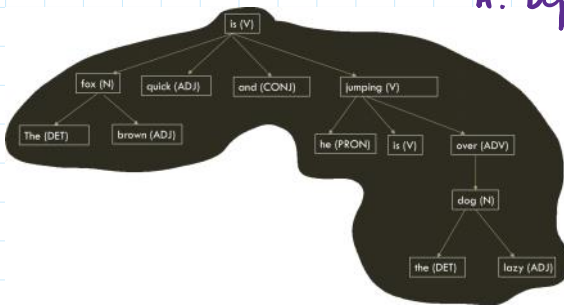 is (V)
fox (N) quick (ADJ) and (CONJ) jumping (V)
The (DET) brown (ADJ) he (PRON) is (V) over (ADV)
dog (N)
the (DET) lazy (ADJ)